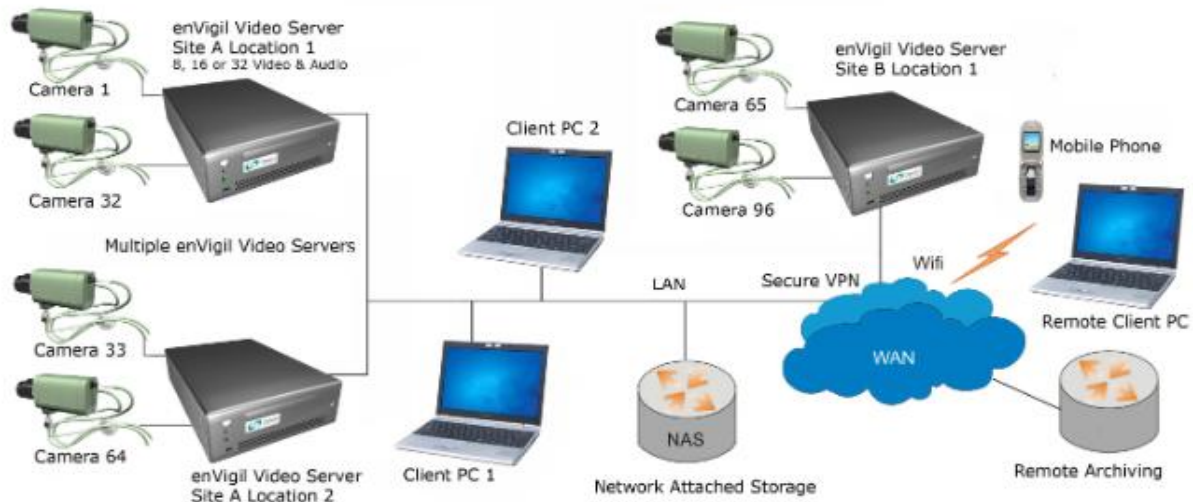 enVigil Video Server
Site A Location 1
8, 16 or 32 Video & Audio
Camera 1
Camera 32
Multiple enVigil Video Servers
Camera 33
Camera 64
enVigil Video Server
Site A Location 2
Client PC 2
Client PC 1
LAN
NAS
Network Attached Storage
Camera 65
Camera 96
enVigil Video Server
Site B Location 1
Mobile Phone
Secure VPN
Wifi
WAN
Remote Client PC
Remote Archiving